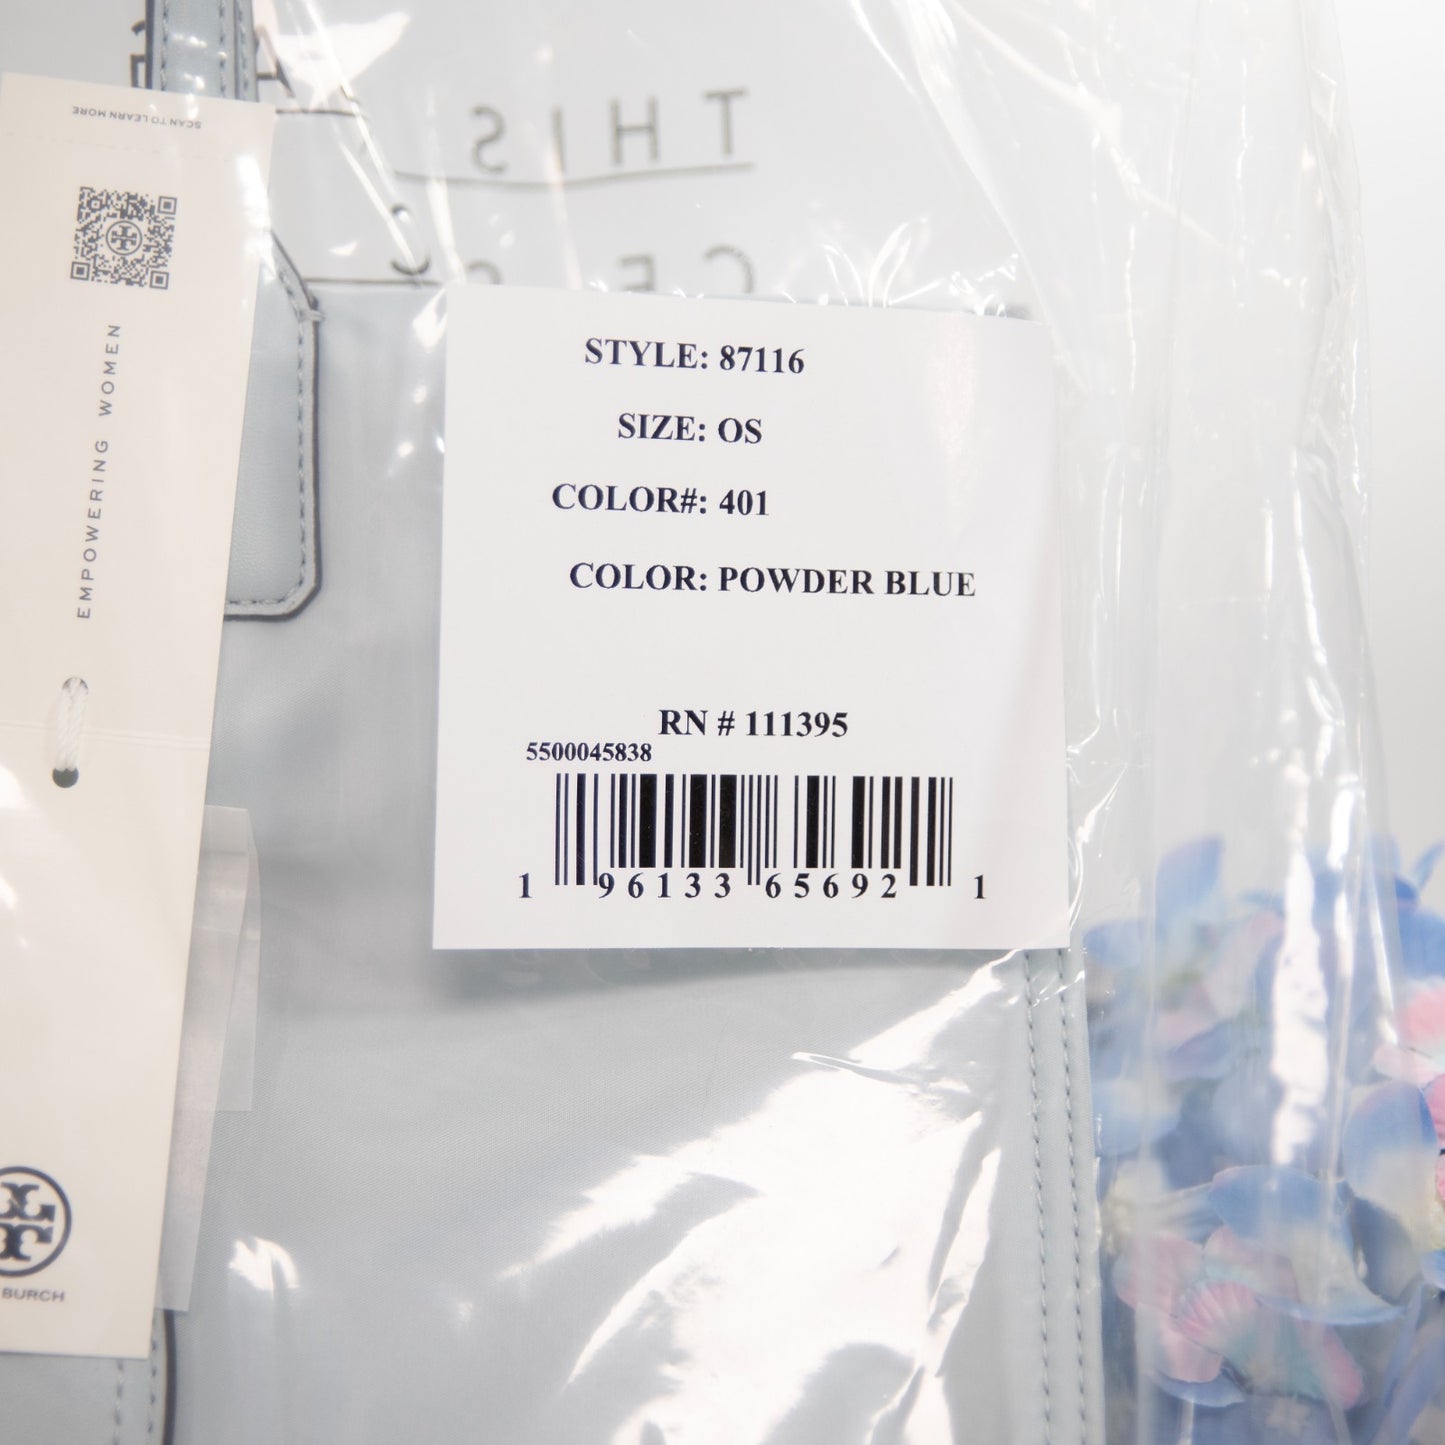 THIS
SCAN TO LEARN MORE
EMPOWERING WOMEN
BURCH
STYLE: 87116
SIZE: OS
COLOR#: 401
COLOR: POWDER BLUE
RN # 111395
5500045838
1 96133 65692 1